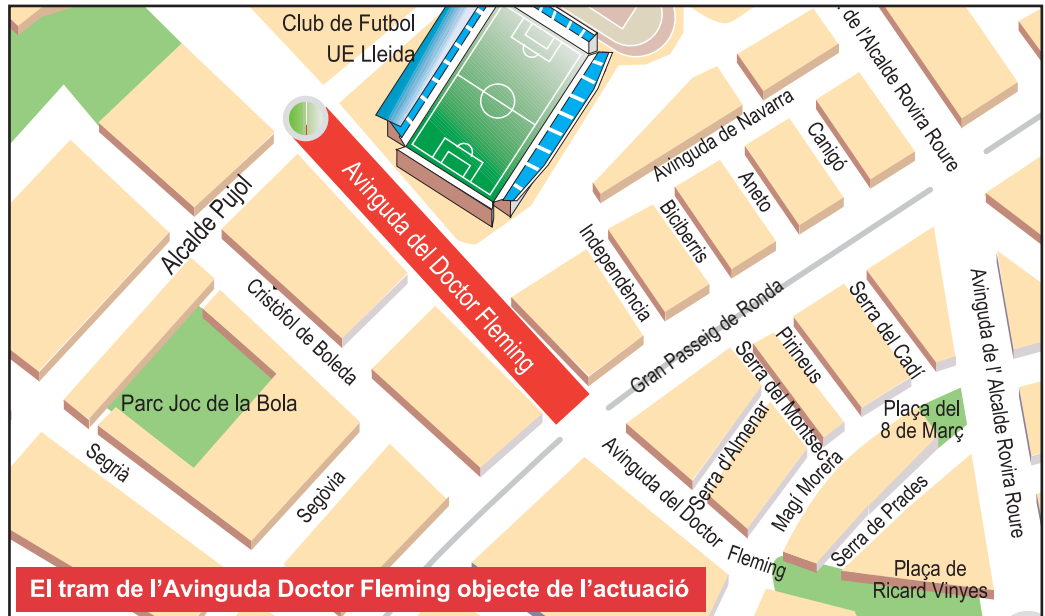 Club de Futbol
UE Lleida
de l'Alcalde Rovira Roure
Avinguda de Navarra
Canigó
Aneto
Biciberris
Independència
Avinguda del Doctor Fleming
Alcalde Pujol
Cristòfol de Boleda
Gran Passeig de Ronda
Parc Joc de la Bola
Segrià
Segòvia
Serra del Cadí
Pirineus
Serra del Montsec
Serra d'Almenar
Avinguda de l' Alcalde Rovira Roure
Plaça del
8 de Març
Magí Morera
Serra de Prades
Avinguda del Doctor Fleming
Plaça de
Ricard Vinyes
El tram de l'Avinguda Doctor Fleming objecte de l'actuació